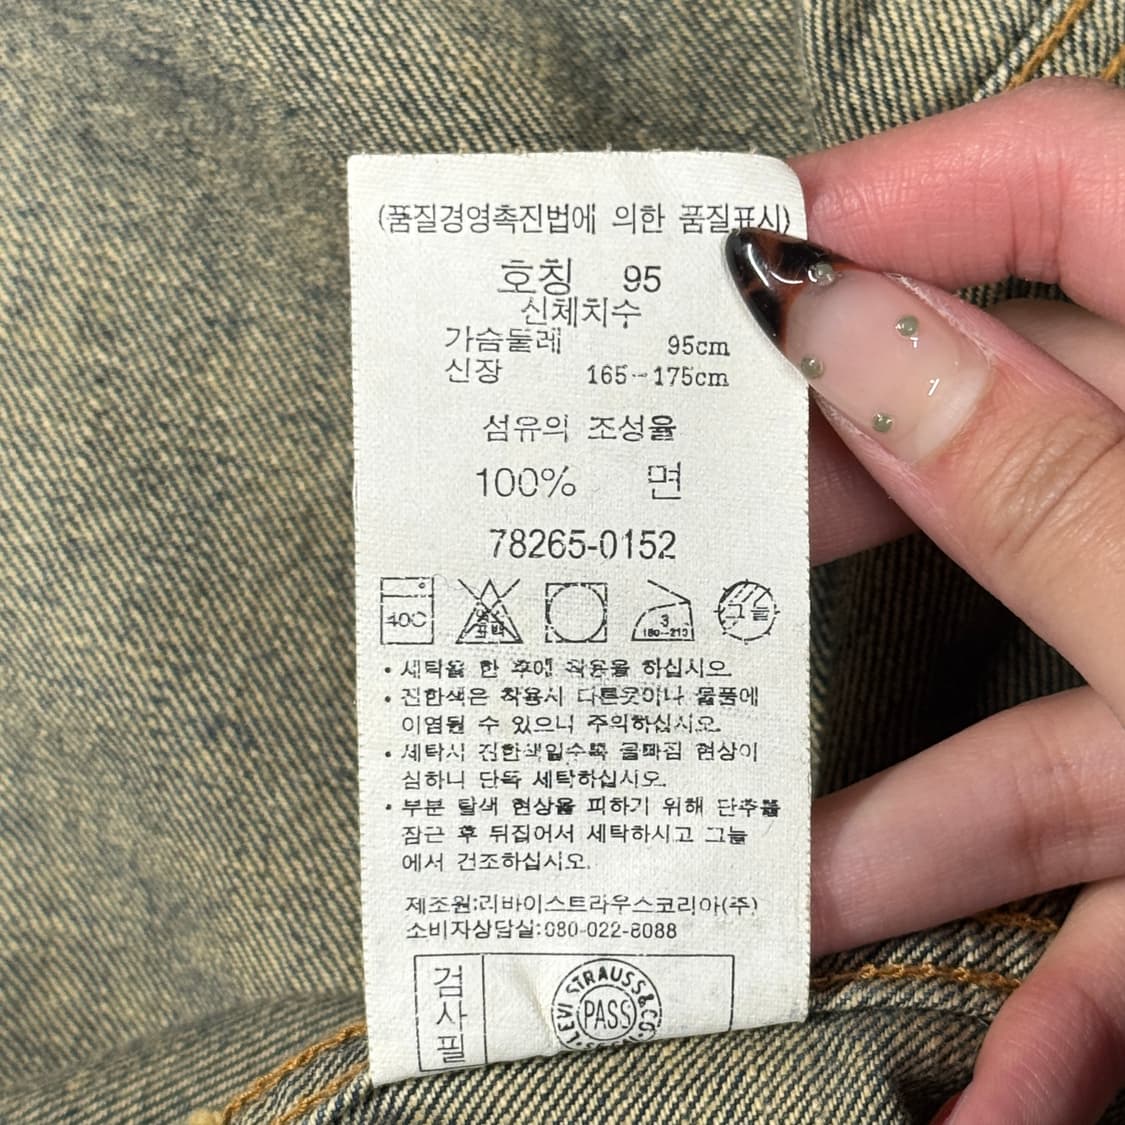 (품질경영촉진법에 의한 품질표시)
호칭 95
신체치수
가슴둘레 95cm
신장 165~175cm
섬유의 조성율
100% 면
78265-0152
40C
3
180~210
그늘
• 세탁을 한 후에 착용을 하십시오.
• 진한색은 착용시 다른옷이나 물품에
이염될 수 있으니 주의하십시오.
• 세탁시 진한색일수록 물빠짐 현상이
심하니 단독 세탁하십시오.
• 부분 탈색 현상을 피하기 위해 단추를
잠근 후 뒤집어서 세탁하시고 그늘
에서 건조하십시오.
제조원:리바이스트라우스코리아(주)
소비자상담실:080-022-8088
검사필
LEVI STRAUSS & CO.
PASS